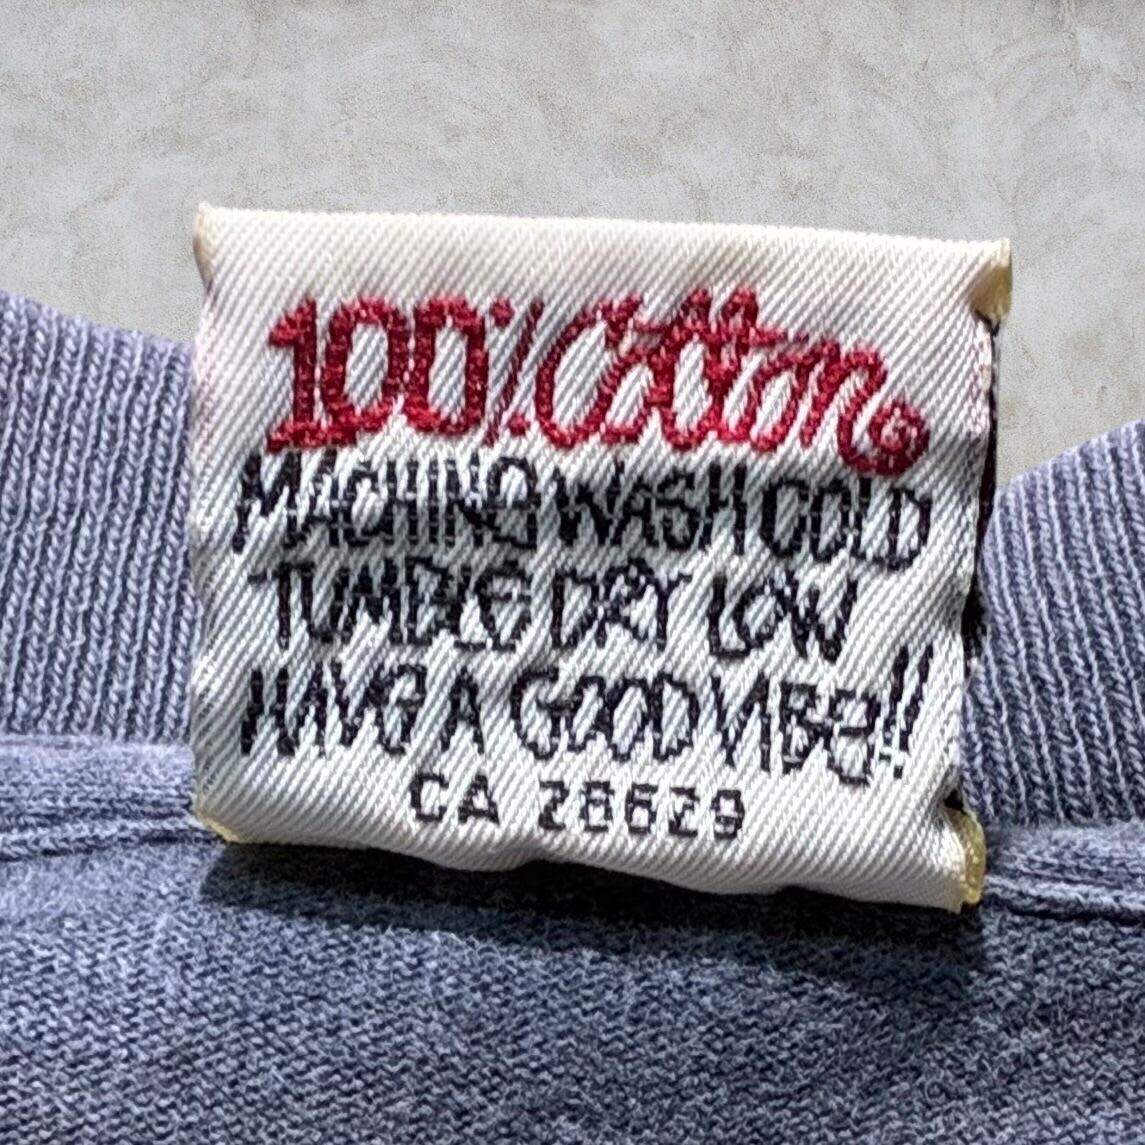 100% Cotton
MACHINE WASH COLD
TUMBLE DRY LOW
HAVE A GOOD VIBE!!
CA 28629